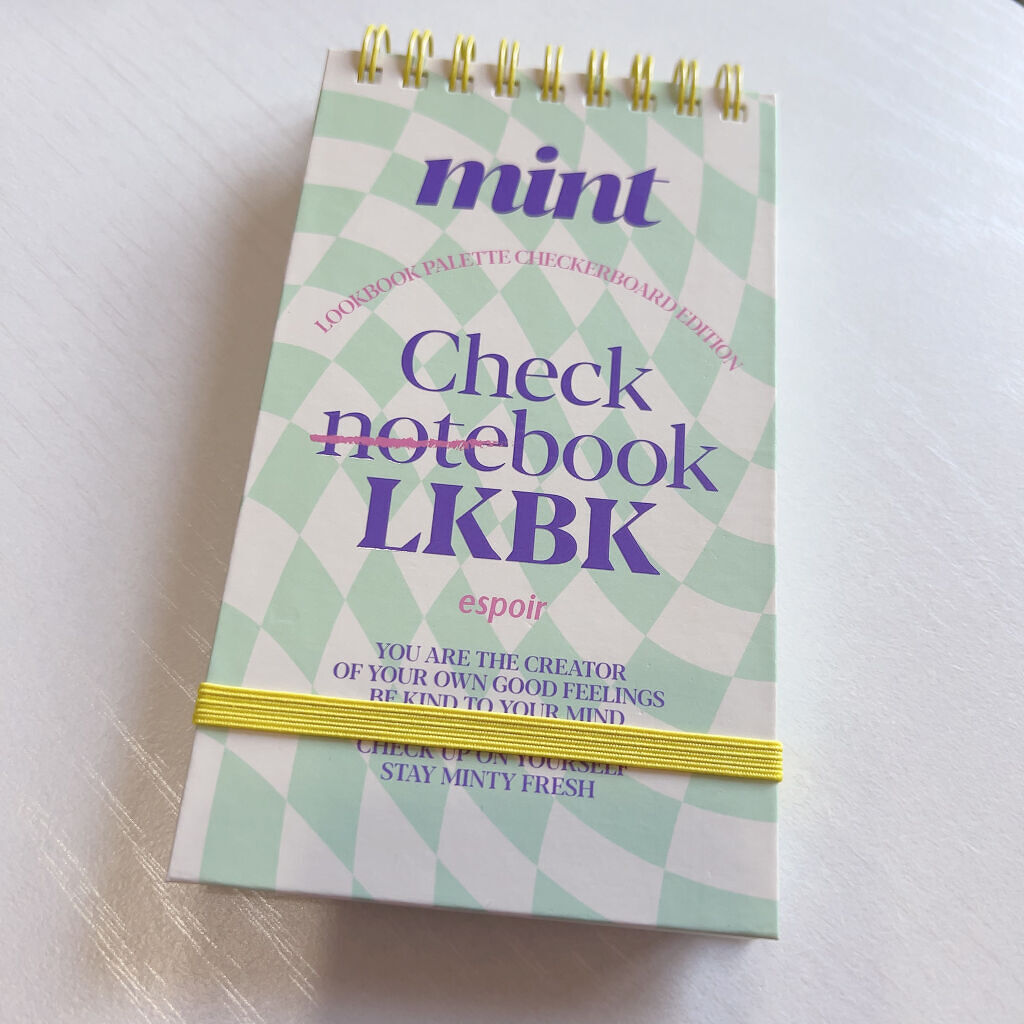 mint
LOOKBOOK PALETTE CHECKERBOARD EDITION
Check
notebook
LKBK
espoir
YOU ARE THE CREATOR
OF YOUR OWN GOOD FEELINGS
BE KIND TO YOUR MIND
CHECK UP ON YOURSELF
STAY MINTY FRESH